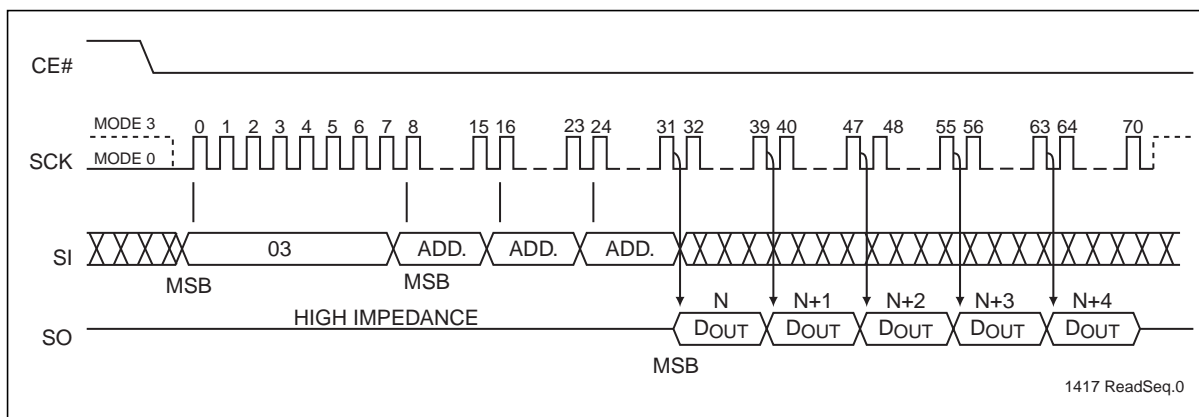 CE#
MODE 3
0 1 2 3 4 5 6 7 8 15 16 23 24 31 32 39 40 47 48 55 56 63 64 70
SCK
MODE 0
SI
03 ADD. ADD. ADD.
MSB MSB
N N+1 N+2 N+3 N+4
HIGH IMPEDANCE
SO
DOUT DOUT DOUT DOUT DOUT
MSB
1417 ReadSeq.0